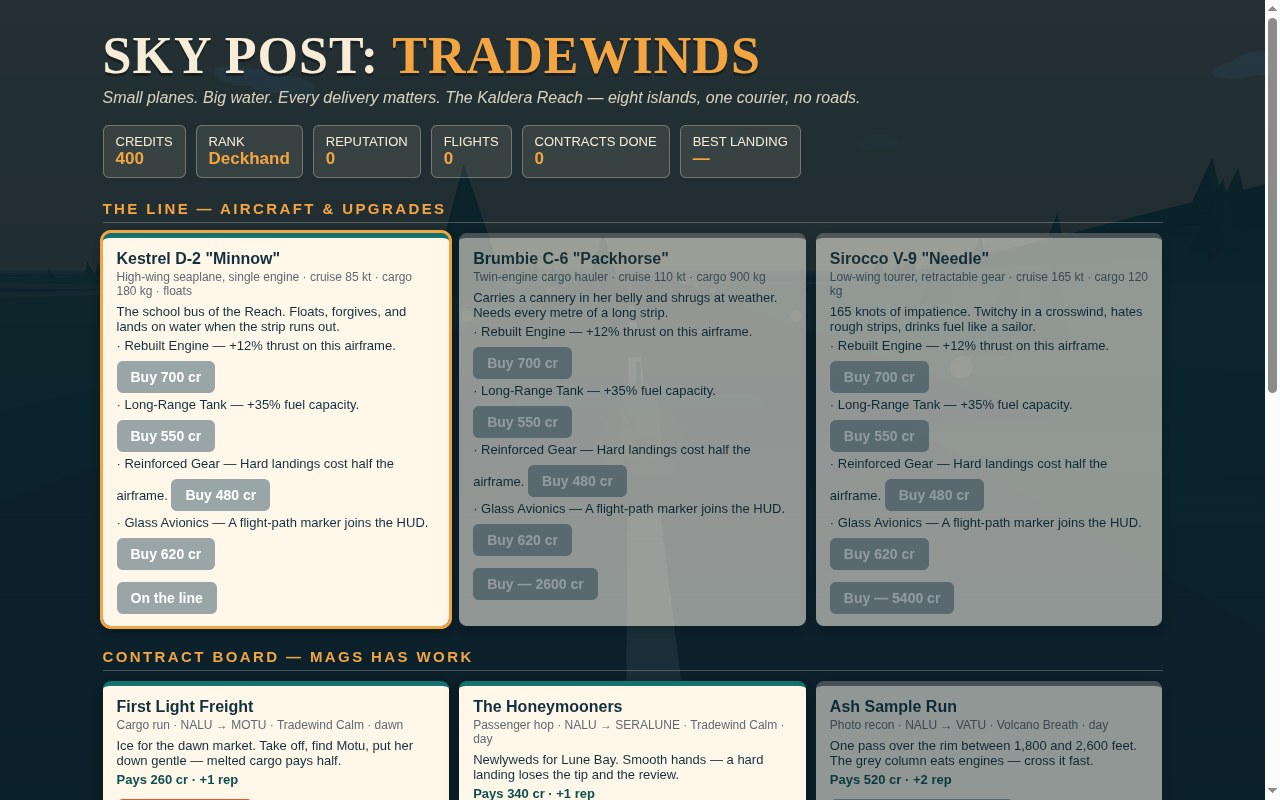 SKY POST: TRADEWINDS
Small planes. Big water. Every delivery matters. The Kaldera Reach — eight islands, one courier, no roads.
CREDITS
400
RANK
Deckhand
REPUTATION
0
FLIGHTS
0
CONTRACTS DONE
0
BEST LANDING
—
THE LINE — AIRCRAFT & UPGRADES
Kestrel D-2 "Minnow"
High-wing seaplane, single engine · cruise 85 kt · cargo
180 kg · floats
The school bus of the Reach. Floats, forgives, and
lands on water when the strip runs out.
· Rebuilt Engine — +12% thrust on this airframe.
Buy 700 cr
· Long-Range Tank — +35% fuel capacity.
Buy 550 cr
· Reinforced Gear — Hard landings cost half the
airframe. Buy 480 cr
· Glass Avionics — A flight-path marker joins the HUD.
Buy 620 cr
On the line
Brumbie C-6 "Packhorse"
Twin-engine cargo hauler · cruise 110 kt · cargo 900 kg
Carries a cannery in her belly and shrugs at weather.
Needs every metre of a long strip.
· Rebuilt Engine — +12% thrust on this airframe.
Buy 700 cr
· Long-Range Tank — +35% fuel capacity.
Buy 550 cr
· Reinforced Gear — Hard landings cost half the
airframe. Buy 480 cr
· Glass Avionics — A flight-path marker joins the HUD.
Buy 620 cr
Buy — 2600 cr
Sirocco V-9 "Needle"
Low-wing tourer, retractable gear · cruise 165 kt · cargo 120
kg
165 knots of impatience. Twitchy in a crosswind, hates
rough strips, drinks fuel like a sailor.
· Rebuilt Engine — +12% thrust on this airframe.
Buy 700 cr
· Long-Range Tank — +35% fuel capacity.
Buy 550 cr
· Reinforced Gear — Hard landings cost half the
airframe. Buy 480 cr
· Glass Avionics — A flight-path marker joins the HUD.
Buy 620 cr
Buy — 5400 cr
CONTRACT BOARD — MAGS HAS WORK
First Light Freight
Cargo run · NALU → MOTU · Tradewind Calm · dawn
Ice for the dawn market. Take off, find Motu, put her
down gentle — melted cargo pays half.
Pays 260 cr · +1 rep
The Honeymooners
Passenger hop · NALU → SERALUNE · Tradewind Calm ·
day
Newlyweds for Lune Bay. Smooth hands — a hard
landing loses the tip and the review.
Pays 340 cr · +1 rep
Ash Sample Run
Photo recon · NALU → VATU · Volcano Breath · day
One pass over the rim between 1,800 and 2,600 feet.
The grey column eats engines — cross it fast.
Pays 520 cr · +2 rep